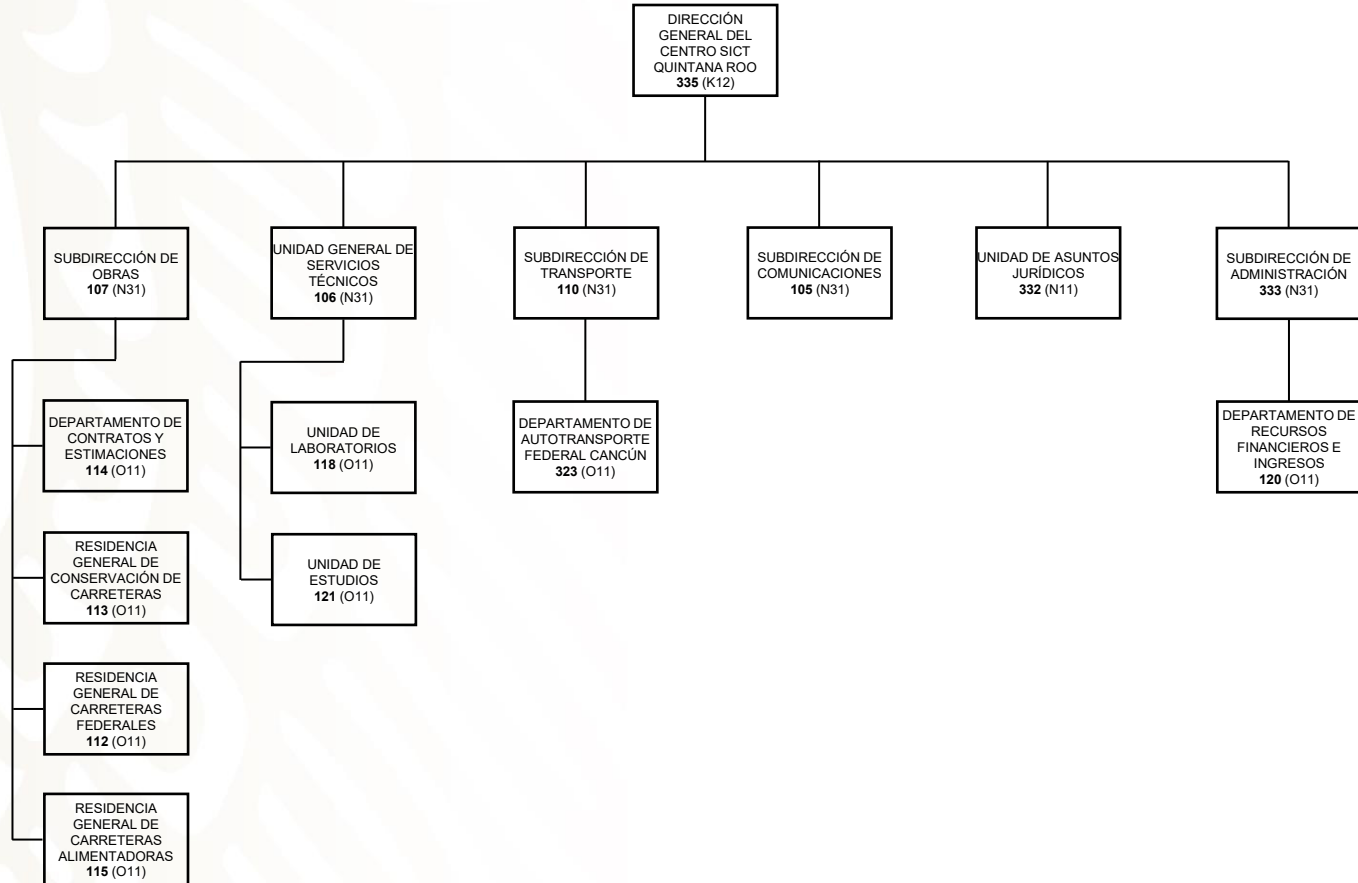 DIRECCIÓN
GENERAL DEL
CENTRO SICT
QUINTANA ROO
335 (K12)
SUBDIRECCIÓN DE
OBRAS
107 (N31)
UNIDAD GENERAL DE
SERVICIOS
TÉCNICOS
106 (N31)
SUBDIRECCIÓN DE
TRANSPORTE
110 (N31)
SUBDIRECCIÓN DE
COMUNICACIONES
105 (N31)
UNIDAD DE ASUNTOS
JURÍDICOS
332 (N11)
SUBDIRECCIÓN DE
ADMINISTRACIÓN
333 (N31)
DEPARTAMENTO DE
CONTRATOS Y
ESTIMACIONES
114 (O11)
UNIDAD DE
LABORATORIOS
118 (O11)
DEPARTAMENTO DE
AUTOTRANSPORTE
FEDERAL CANCÚN
323 (O11)
DEPARTAMENTO DE
RECURSOS
FINANCIEROS E
INGRESOS
120 (O11)
RESIDENCIA
GENERAL DE
CONSERVACIÓN DE
CARRETERAS
113 (O11)
UNIDAD DE
ESTUDIOS
121 (O11)
RESIDENCIA
GENERAL DE
CARRETERAS
FEDERALES
112 (O11)
RESIDENCIA
GENERAL DE
CARRETERAS
ALIMENTADORAS
115 (O11)